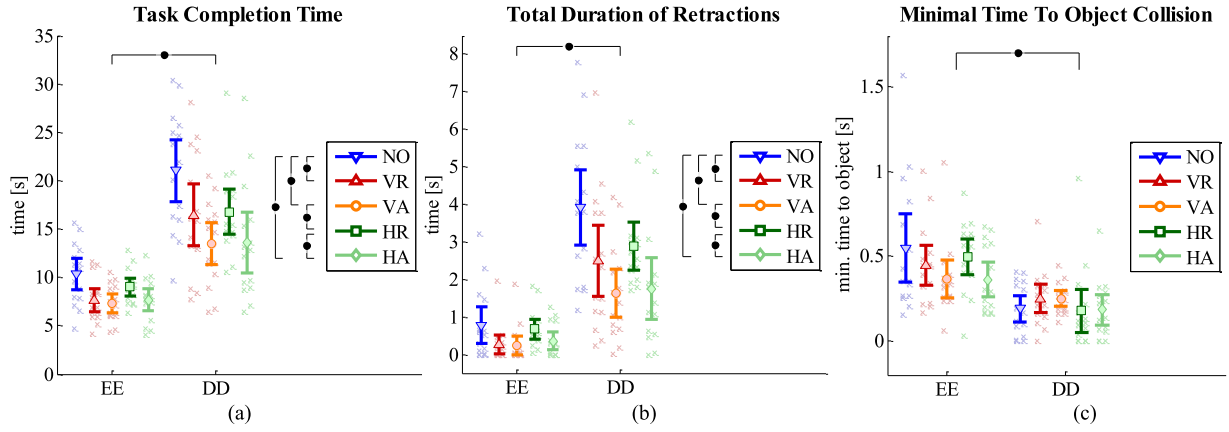 Task Completion Time
time [s]
35
30
25
20
15
10
5
0
EE
DD
NO
VR
VA
HR
HA
(a)
Total Duration of Retractions
time [s]
8
7
6
5
4
3
2
1
0
EE
DD
NO
VR
VA
HR
HA
(b)
Minimal Time To Object Collision
min. time to object [s]
1.5
1
0.5
0
EE
DD
NO
VR
VA
HR
HA
(c)